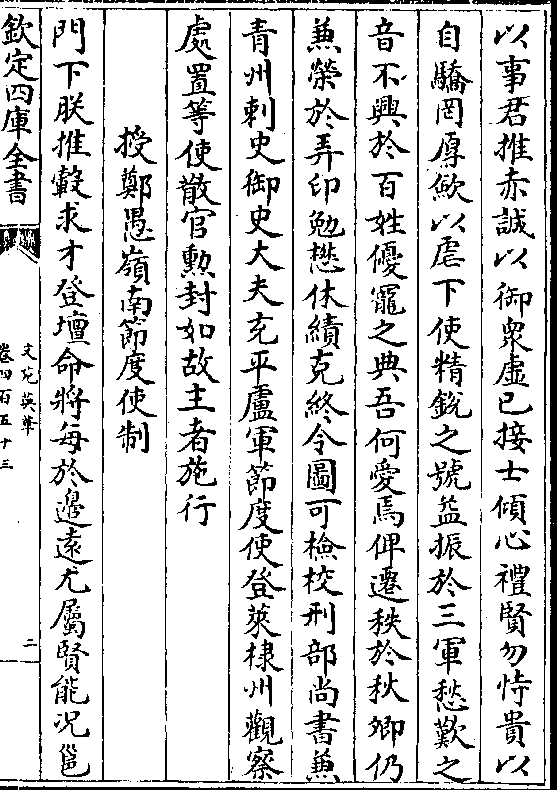 以事君推赤誠以御衆虛已接士傾心禮賢勿恃貴以
自驕罔厚歛以虐下使精銳之號益振於三軍愁歎之
音不興於百姓優寵之典吾何愛焉俾遷秩於秋卿仍
兼榮於弄印勉懋休績克終令圖可檢校刑部尚書兼
青州刺史御史大夫充平盧軍節度使登萊棣州觀察
處置等使散官勲封如故主者施行
授鄭愚嶺南節度使制
門下朕推轂求才登壇命將每於邊遠尤屬賢能况邕
欽定四庫全書
文苑英華
卷四百五十三
二